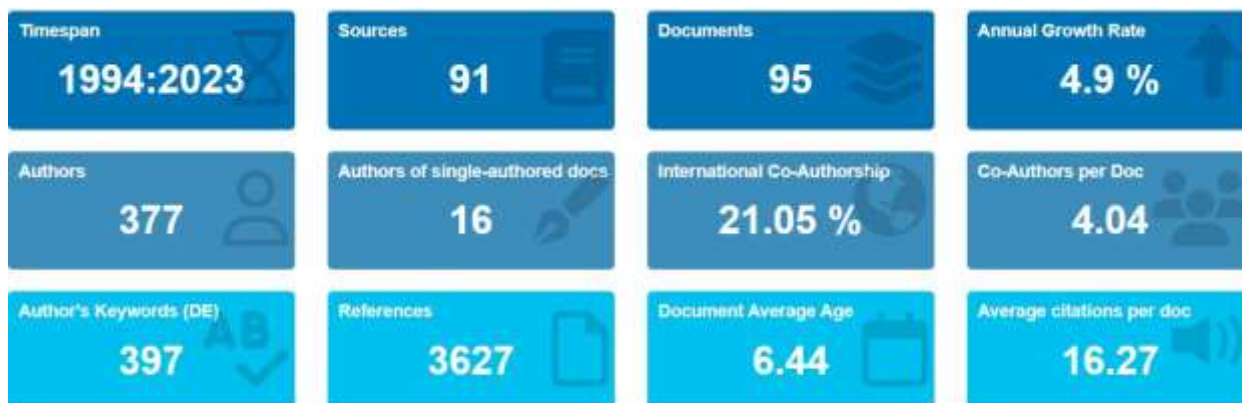 Timespan
1994:2023
Sources
91
Documents
95
Annual Growth Rate
4.9 %
Authors
377
Authors of single-authored docs
16
International Co-Authorship
21.05 %
Co-Authors per Doc
4.04
Author's Keywords (DE)
397
AB
References
3627
Document Average Age
6.44
Average citations per doc
16.27